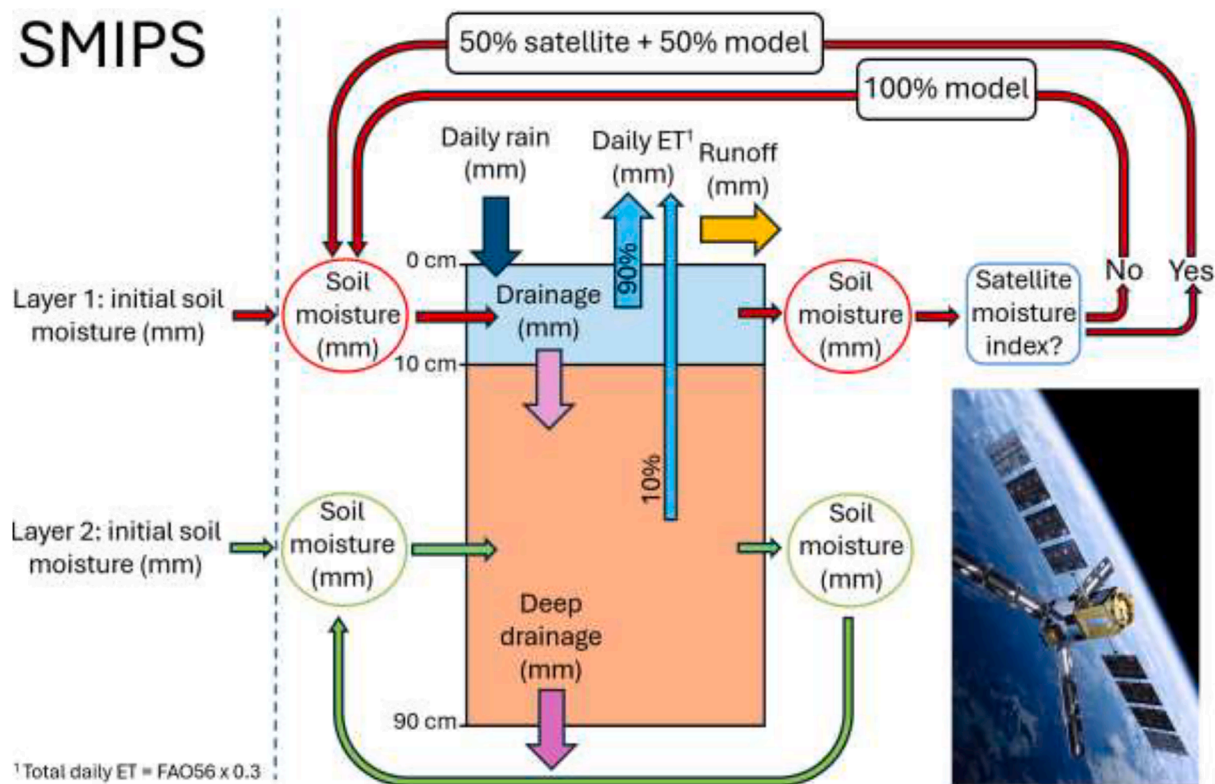 SMIPS
50% satellite + 50% model
100% model
Daily rain
(mm)
Daily ET¹
(mm)
Runoff
(mm)
0 cm
Layer 1: initial soil
moisture (mm)
Soil
moisture
(mm)
Drainage
(mm)
90%
Soil
moisture
(mm)
Satellite
moisture
index?
No
Yes
10 cm
10%
Layer 2: initial soil
moisture (mm)
Soil
moisture
(mm)
Soil
moisture
(mm)
Deep
drainage
(mm)
90 cm
¹ Total daily ET = FAO56 x 0.3